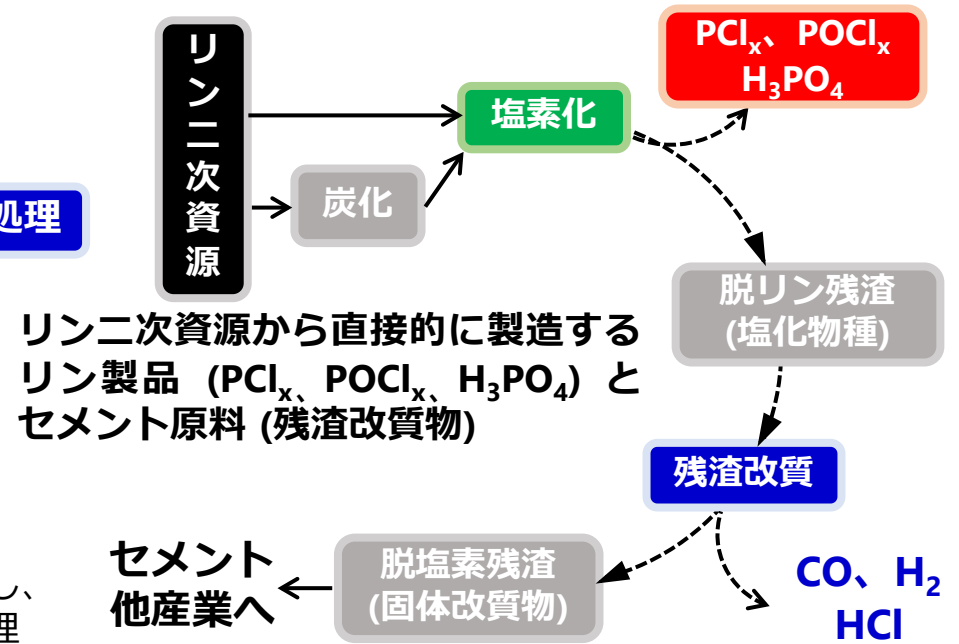 リン二次資源
PClₓ、POClₓ
H₃PO₄
塩素化
炭化
処理
脱リン残渣
(塩化物種)
リン二次資源から直接的に製造する
リン製品 (PClₓ、POClₓ、H₃PO₄) と
セメント原料 (残渣改質物)
残渣改質
セメント
他産業へ
脱塩素残渣
(固体改質物)
CO、H₂
HCl
、
理